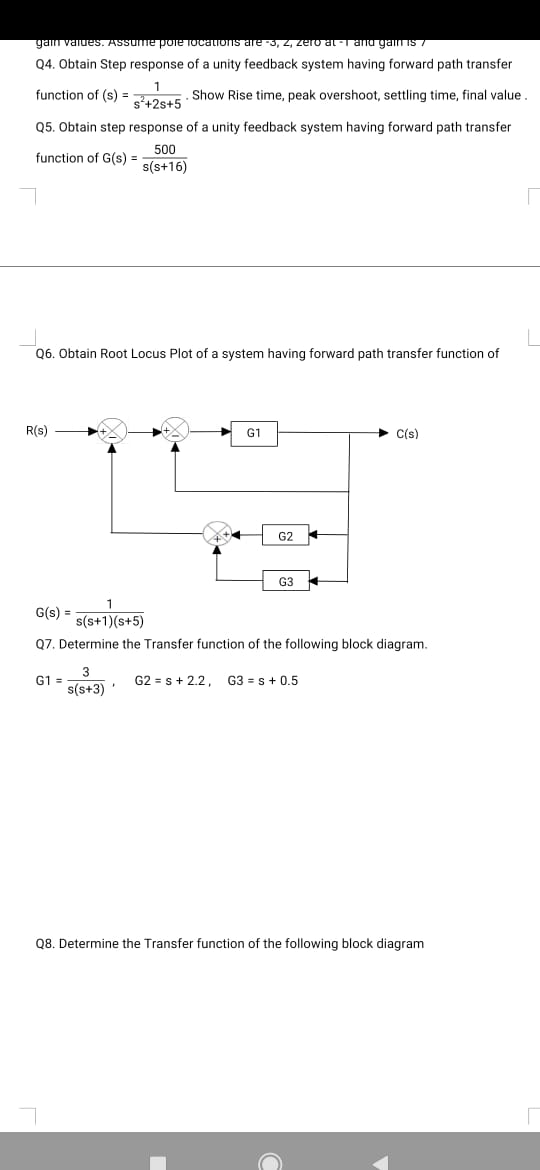 gain values. Assume pole locations are -3, 2, zero at -1 and gain is 7
Q4. Obtain Step response of a unity feedback system having forward path transfer
function of (s) = 1/(s²+2s+5) . Show Rise time, peak overshoot, settling time, final value .
Q5. Obtain step response of a unity feedback system having forward path transfer
function of G(s) = 500/(s(s+16))
Q6. Obtain Root Locus Plot of a system having forward path transfer function of
R(s) + − + − G1 C(s)
+ + G2
G3
G(s) = 1/(s(s+1)(s+5))
Q7. Determine the Transfer function of the following block diagram.
G1 = 3/(s(s+3)) , G2 = s + 2.2 , G3 = s + 0.5
Q8. Determine the Transfer function of the following block diagram